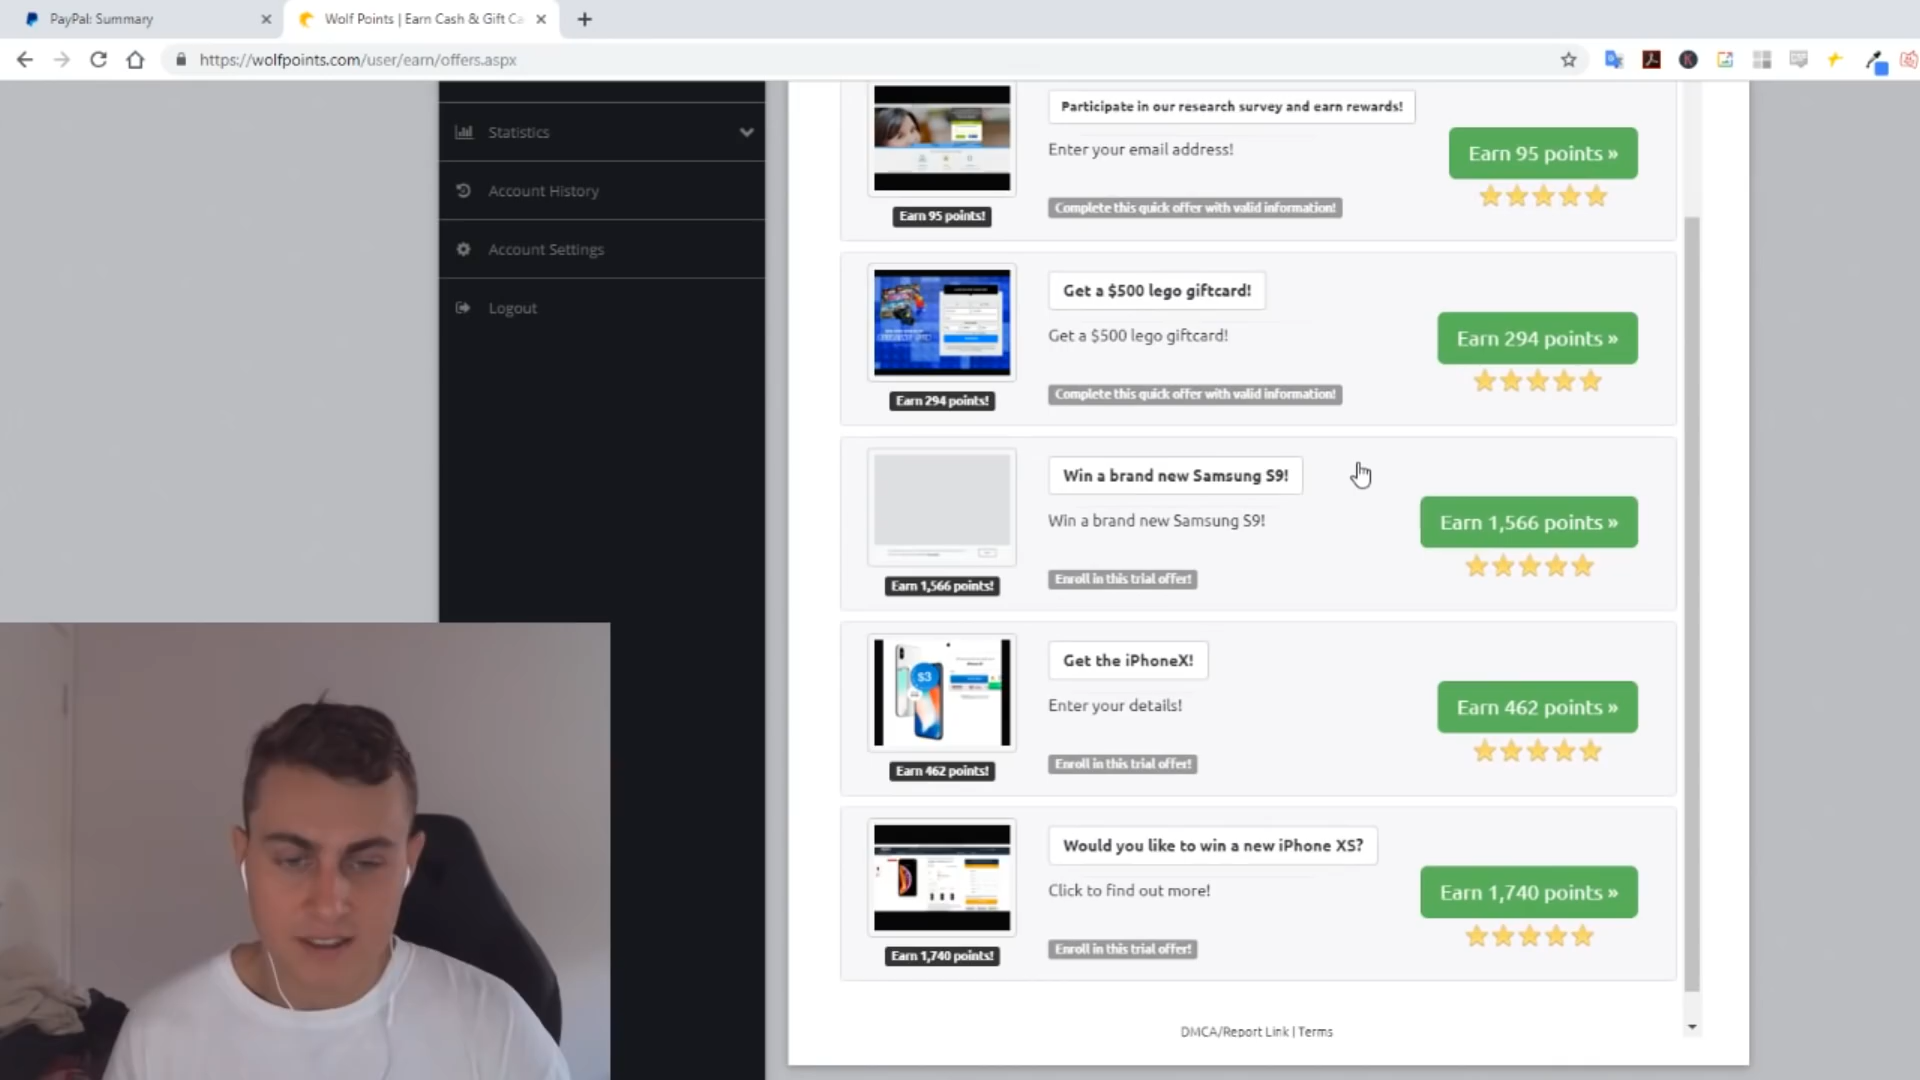 PayPal: Summary
Wolf Points | Earn Cash & Gift Ca
https://wolfpoints.com/user/earn/offers.aspx
Statistics
Account History
Account Settings
Logout
Participate in our research survey and earn rewards!
Enter your email address!
Complete this quick offer with valid information!
Earn 95 points!
Earn 95 points »
Get a $500 lego giftcard!
Get a $500 lego giftcard!
Complete this quick offer with valid information!
Earn 294 points!
Earn 294 points »
Win a brand new Samsung S9!
Win a brand new Samsung S9!
Enroll in this trial offer!
Earn 1,566 points!
Earn 1,566 points »
Get the iPhoneX!
Enter your details!
Enroll in this trial offer!
$3
Earn 462 points!
Earn 462 points »
Would you like to win a new iPhone XS?
Click to find out more!
Enroll in this trial offer!
Earn 1,740 points!
Earn 1,740 points »
DMCA/Report Link | Terms